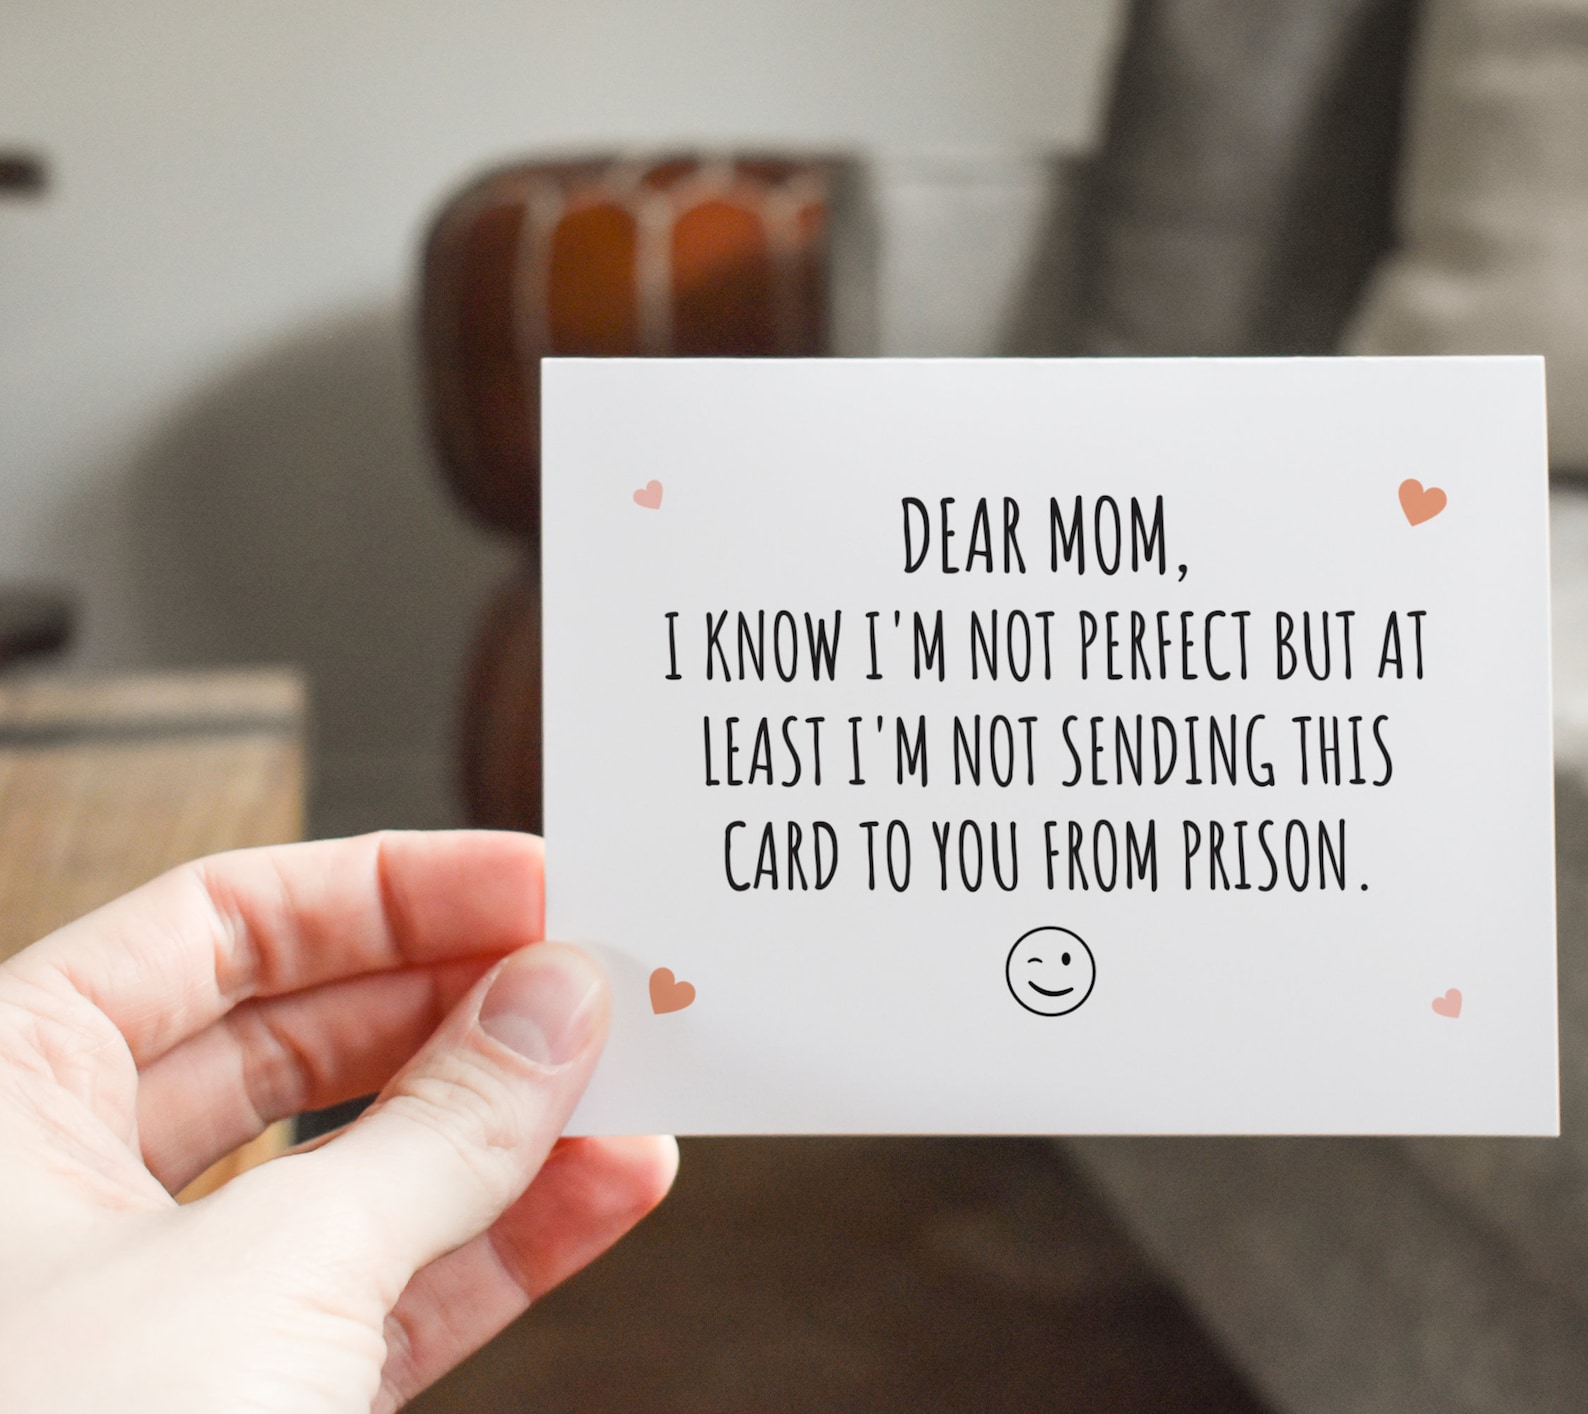 DEAR MOM,
I KNOW I'M NOT PERFECT BUT AT
LEAST I'M NOT SENDING THIS
CARD TO YOU FROM PRISON.